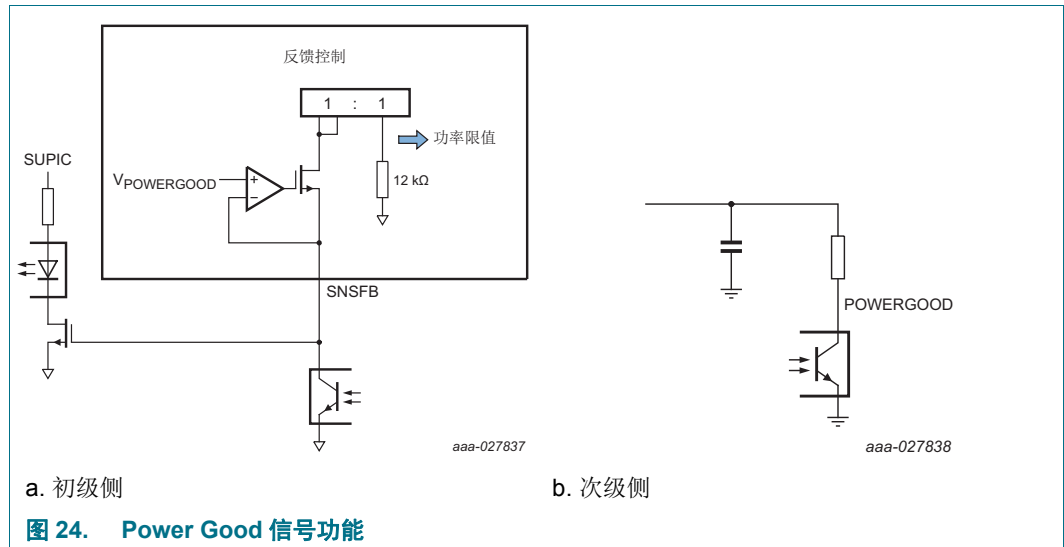 反馈控制
1 : 1
功率限值
SUPIC
VPOWERGOOD
+
−
12 kΩ
SNSFB
POWERGOOD
aaa-027837
aaa-027838
a. 初级侧
b. 次级侧
图 24. Power Good 信号功能